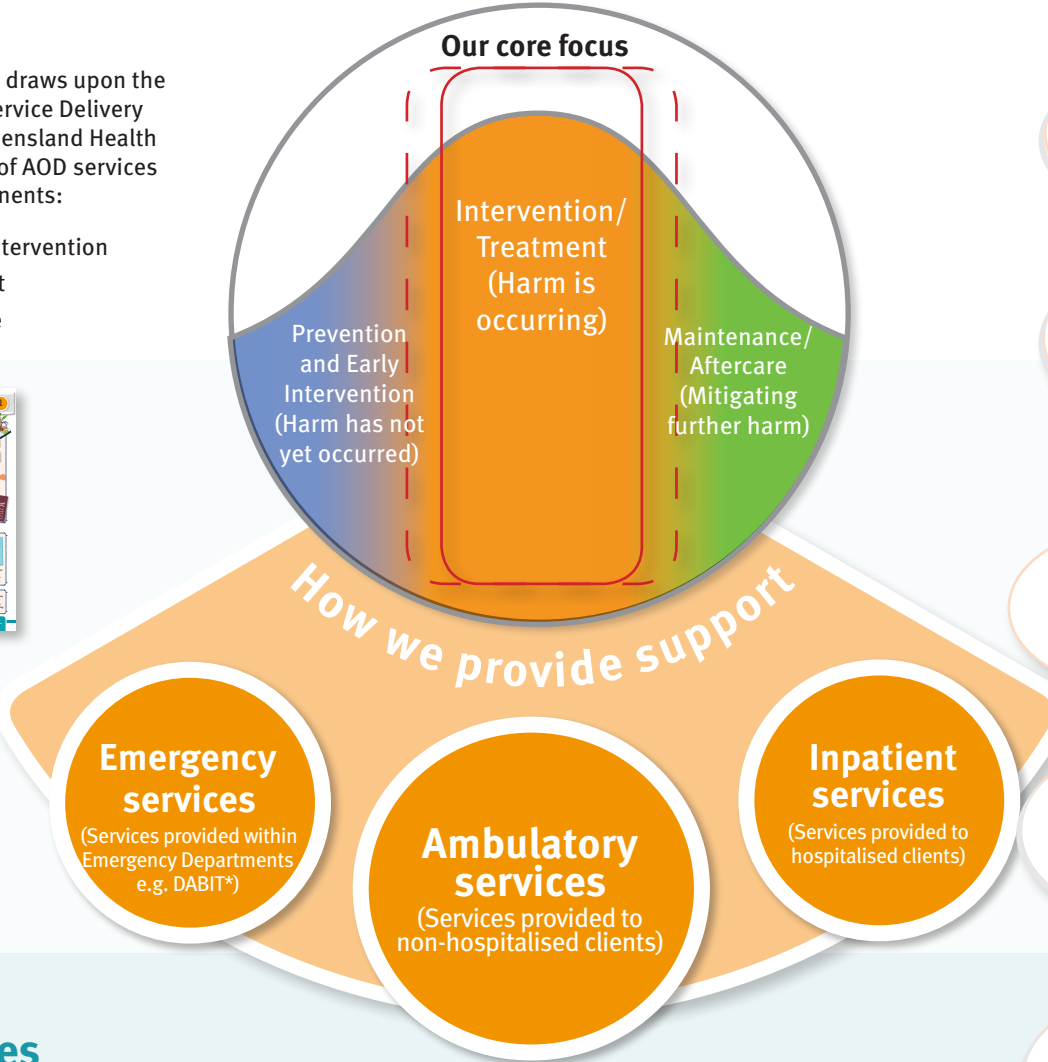 draws upon the
ervice Delivery
ensland Health
of AOD services
nents:
ntervention
t
e
Our core focus
Intervention/
Treatment
(Harm is
occurring)
Prevention
and Early
Intervention
(Harm has not
yet occurred)
Maintenance/
Aftercare
(Mitigating
further harm)
How we provide support
Emergency
services
(Services provided within
Emergency Departments
e.g. DABIT*)
Ambulatory
services
(Services provided to
non-hospitalised clients)
Inpatient
services
(Services provided to
hospitalised clients)
es